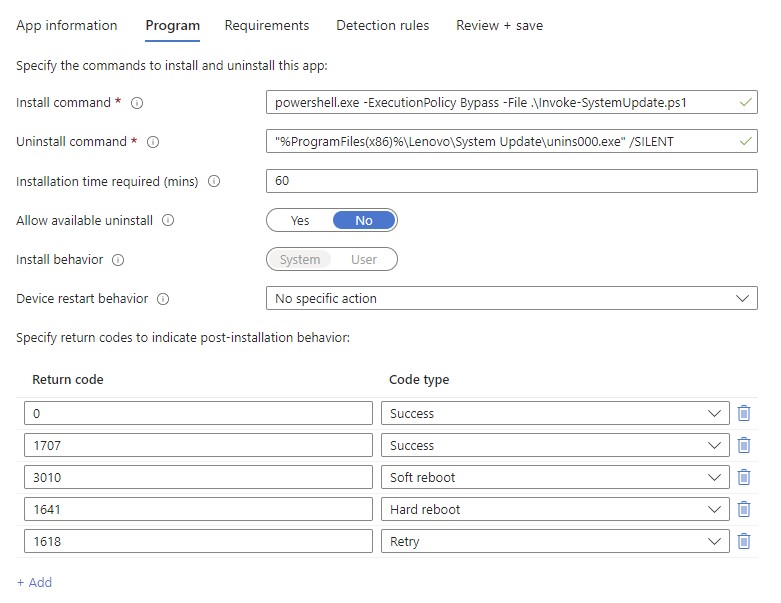 App information Program Requirements Detection rules Review + save
Specify the commands to install and uninstall this app:
Install command * powershell.exe -ExecutionPolicy Bypass -File .\Invoke-SystemUpdate.ps1
Uninstall command * "%ProgramFiles(x86)%\Lenovo\System Update\unins000.exe" /SILENT
Installation time required (mins) 60
Allow available uninstall Yes No
Install behavior System User
Device restart behavior No specific action
Specify return codes to indicate post-installation behavior:
Return code Code type
0 Success
1707 Success
3010 Soft reboot
1641 Hard reboot
1618 Retry
+ Add